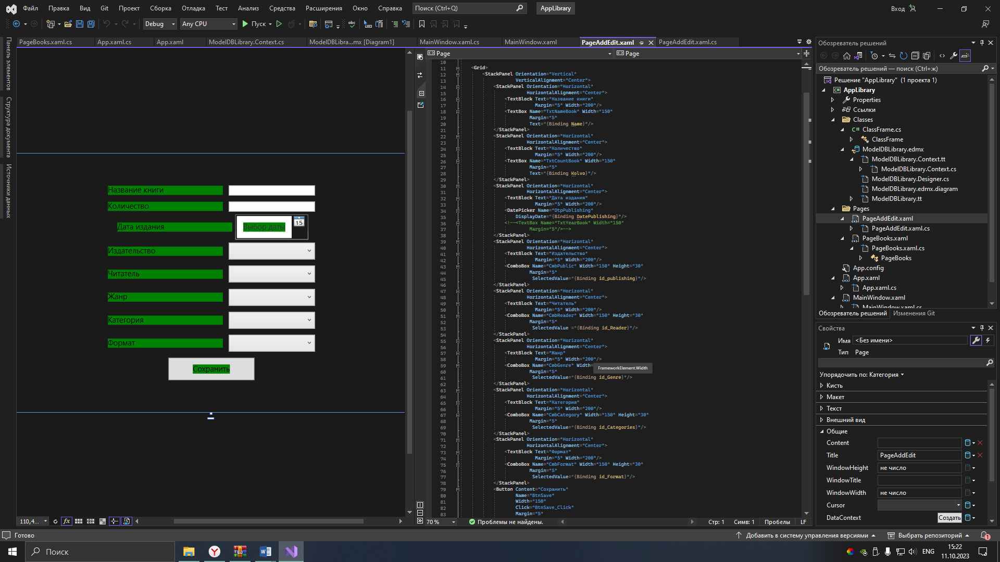 Файл Правка Вид Git Проект Сборка Отладка Тест Анализ Средства Расширения Окно Справка Поиск (Ctrl+Q) AppLibrary Вход
Debug Any CPU Пуск
PageBooks.xaml.cs App.xaml.cs App.xaml ModelDBLibrary.Context.cs ModelDBLibra...mx [Diagram1] MainWindow.xaml.cs MainWindow.xaml PageAddEdit.xaml PageAddEdit.xaml.cs
Панель элементов
Структура документа
Источники данных
Название книги
Количество
Дата издания Выбор даты 15
Издательство
Читатель
Жанр
Категория
Формат
Сохранить
110,4...
Page Page
10
11 <Grid>
12 <StackPanel Orientation="Vertical"
13 VerticalAlignment="Center">
14 <StackPanel Orientation="Horizontal"
15 HorizontalAlignment="Center">
16 <TextBlock Text="Название книги"
17 Margin="5" Width="200"/>
18 <TextBox Name="TxtNameBook" Width="150"
19 Margin="5"
20 Text="{Binding Name}"/>
21 </StackPanel>
22 <StackPanel Orientation="Horizontal"
23 HorizontalAlignment="Center">
24 <TextBlock Text="Количество"
25 Margin="5" Width="200"/>
26 <TextBox Name="TxtCountBook" Width="150"
27 Margin="5"
28 Text="{Binding Kolvo}"/>
29 </StackPanel>
30 <StackPanel Orientation="Horizontal"
31 HorizontalAlignment="Center">
32 <TextBlock Text="Дата издания"
33 Margin="5" Width="200"/>
34 <DatePicker Name="DtpPublishing"
35 DisplayDate="{Binding DatePublishing}"/>
36 <!--<TextBox Name="TxtYearBook" Width="150"
37 Margin="5"/>-->
38 </StackPanel>
39 <StackPanel Orientation="Horizontal"
40 HorizontalAlignment="Center">
41 <TextBlock Text="Издательство"
42 Margin="5" Width="200"/>
43 <ComboBox Name="CmbPublic" Width="150" Height="30"
44 Margin="5"
45 SelectedValue="{Binding id_publishing}"/>
46 </StackPanel>
47 <StackPanel Orientation="Horizontal"
48 HorizontalAlignment="Center">
49 <TextBlock Text="Читатель"
50 Margin="5" Width="200"/>
51 <ComboBox Name="CmbReader" Width="150" Height="30"
52 Margin="5"
53 SelectedValue ="{Binding id_Reader}"/>
54 </StackPanel>
55 <StackPanel Orientation="Horizontal"
56 HorizontalAlignment="Center">
57 <TextBlock Text="Жанр"
58 Margin="5" Width="200"/>
59 <ComboBox Name="CmbGenre" Width= FrameworkElement.Width
60 Margin="5"
61 SelectedValue="{Binding id_Genre}"/>
62 </StackPanel>
63 <StackPanel Orientation="Horizontal"
64 HorizontalAlignment="Center">
65 <TextBlock Text="Категория"
66 Margin="5" Width="200"/>
67 <ComboBox Name="CmbCategory" Width="150" Height="30"
68 Margin="5"
69 SelectedValue="{Binding id_Categories}"/>
70 </StackPanel>
71 <StackPanel Orientation="Horizontal"
72 HorizontalAlignment="Center">
73 <TextBlock Text="Формат"
74 Margin="5" Width="200"/>
75 <ComboBox Name="CmbFormat" Width="150" Height="30"
76 Margin="5"
77 SelectedValue="{Binding id_Format}"/>
78 </StackPanel>
79 <Button Content="Сохранить"
80 Name="BtnSave"
81 Width="150"
82 Click="BtnSave_Click"
83 Margin="5"
70 % Проблемы не найдены. Стр: 1 Симв: 1 Пробелы LF
Обозреватель решений
Обозреватель решений — поиск (Ctrl+ж)
Решение "AppLibrary" (1 проекта 1)
AppLibrary
Properties
Ссылки
Classes
ClassFrame.cs
ClassFrame
ModelDBLibrary.edmx
ModelDBLibrary.Context.tt
ModelDBLibrary.Context.cs
ModelDBLibrary.Designer.cs
ModelDBLibrary.edmx.diagram
ModelDBLibrary.tt
Pages
PageAddEdit.xaml
PageAddEdit.xaml.cs
PageBooks.xaml
PageBooks.xaml.cs
PageBooks
App.config
App.xaml
App.xaml.cs
MainWindow.xaml
MainWindow.xaml.cs
Обозреватель решений Изменения Git
Свойства
Имя <Без имени>
Тип Page
Упорядочить по: Категория
Кисть
Макет
Текст
Внешний вид
Общие
Content
Title PageAddEdit
WindowHeight не число
WindowTitle
WindowWidth не число
Cursor
DataContext Создать
Готово Добавить в систему управления версиями Выбрать репозиторий 1
Поиск ENG 15:22
11.10.2023